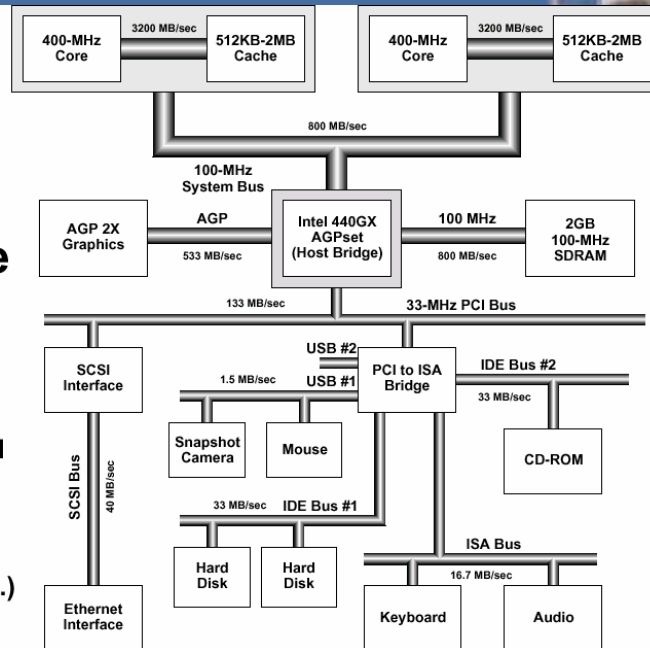 3200 MB/sec
3200 MB/sec
400-MHz
Core
512KB-2MB
Cache
400-MHz
Core
512KB-2MB
Cache
800 MB/sec
100-MHz
System Bus
AGP 2X
Graphics
AGP
533 MB/sec
Intel 440GX
AGPset
(Host Bridge)
100 MHz
800 MB/sec
2GB
100-MHz
SDRAM
e
133 MB/sec
33-MHz PCI Bus
SCSI
Interface
USB #2
USB #1
1.5 MB/sec
PCI to ISA
Bridge
IDE Bus #2
33 MB/sec
Snapshot
Camera
Mouse
CD-ROM
SCSI Bus
40 MB/sec
33 MB/sec
IDE Bus #1
Hard
Disk
Hard
Disk
ISA Bus
16.7 MB/sec
.)
Ethernet
Interface
Keyboard
Audio